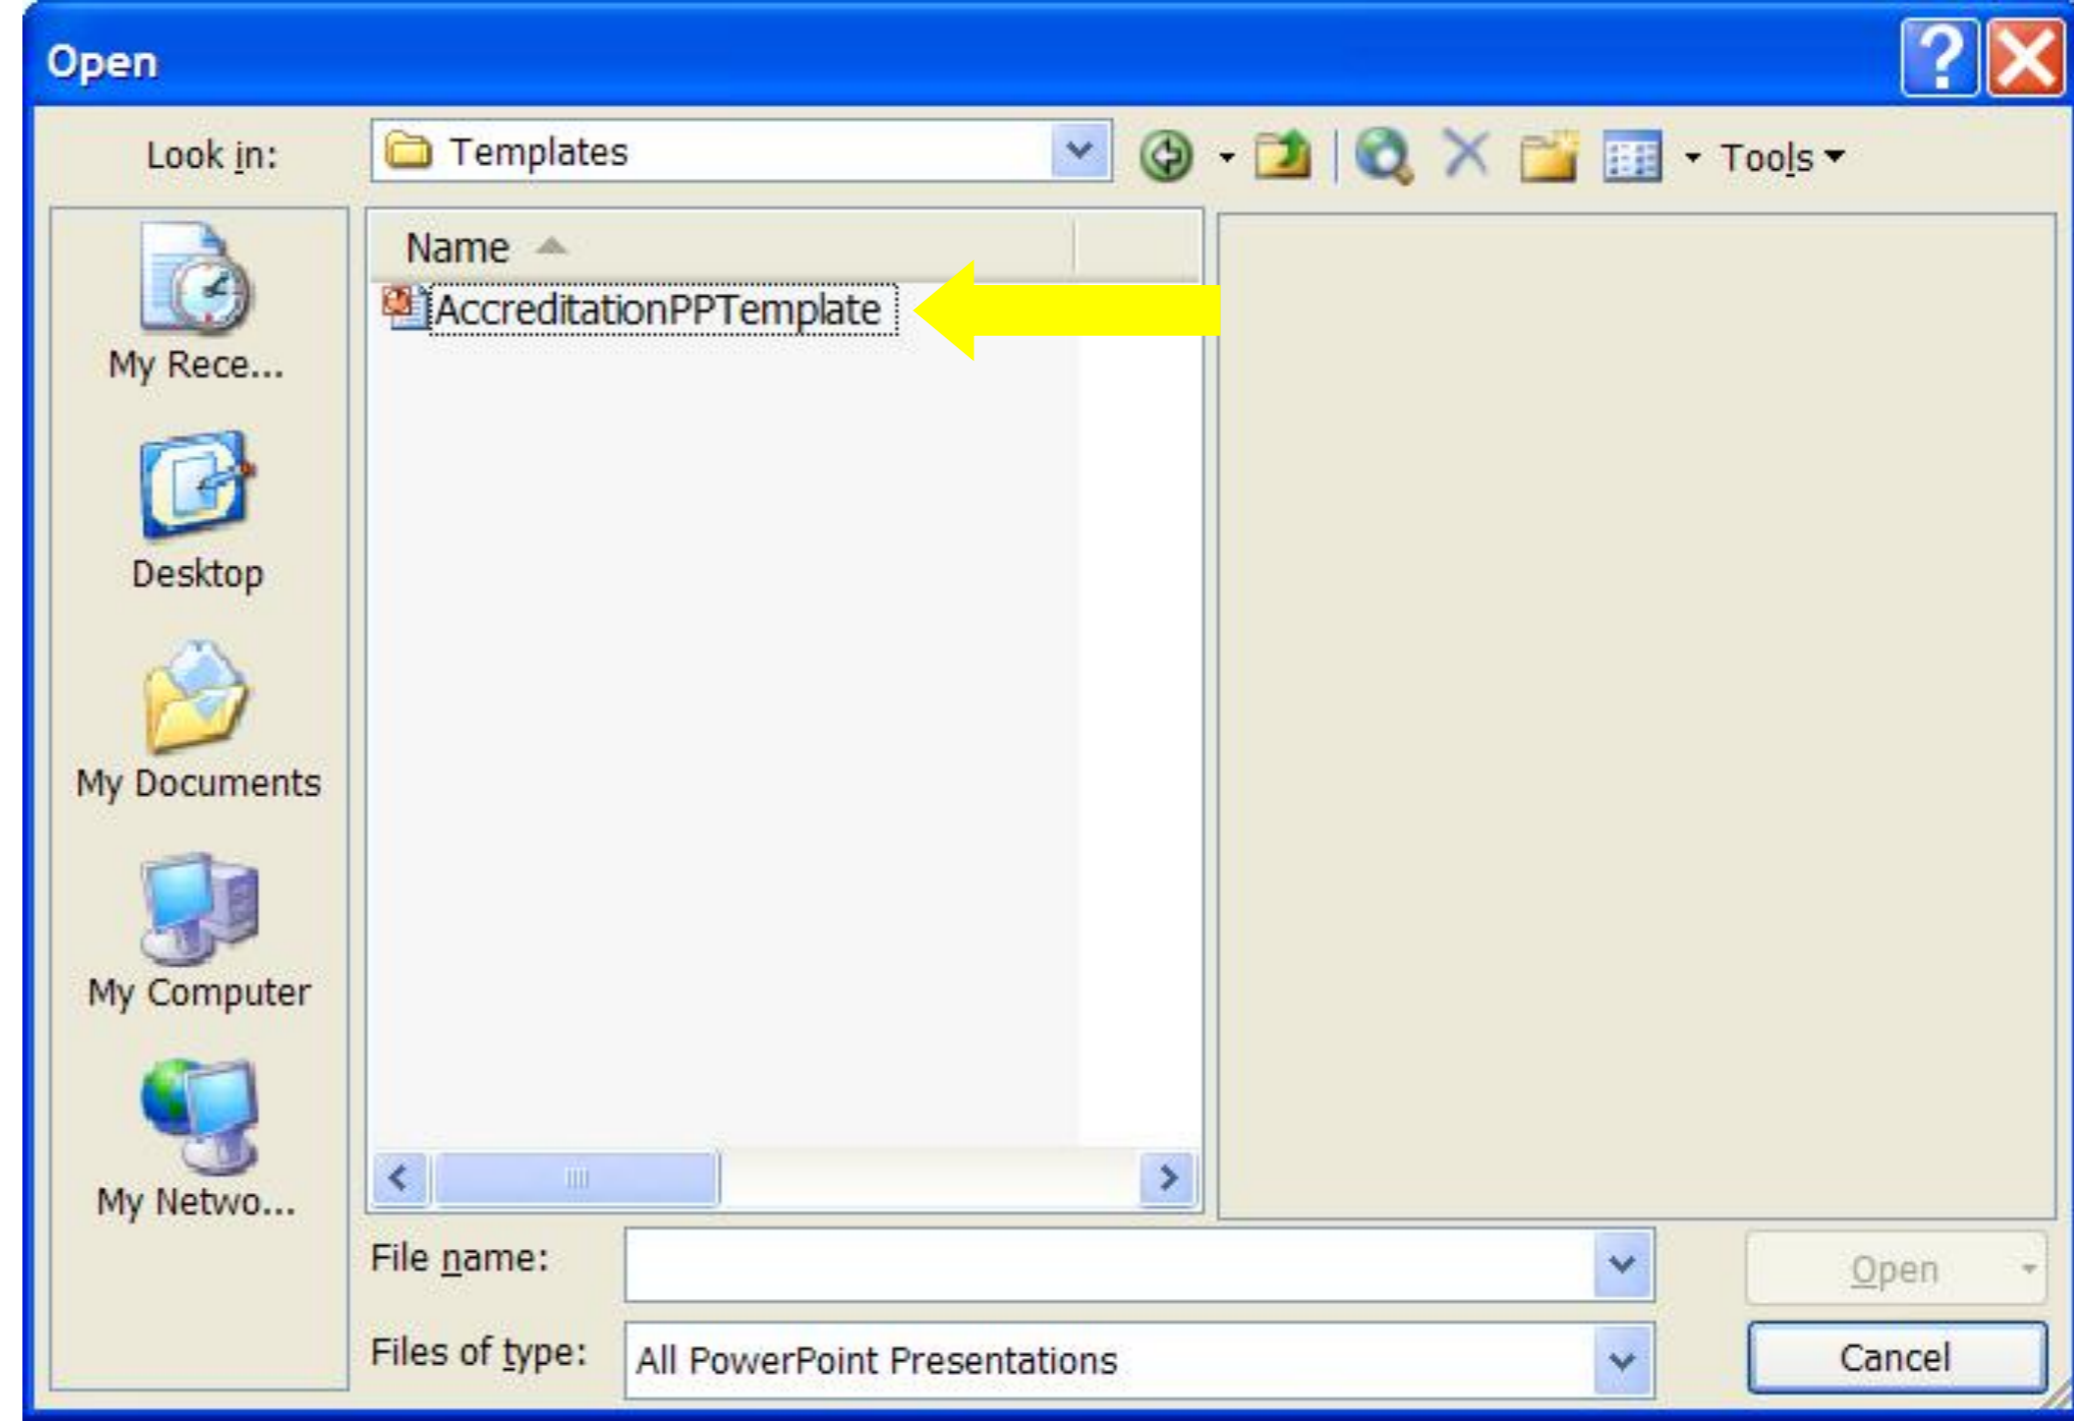 Open
Look in:
Templates
Tools
Name
AccreditationPPTemplate
My Rece...
Desktop
My Documents
My Computer
My Netwo...
File name:
Open
Files of type:
All PowerPoint Presentations
Cancel